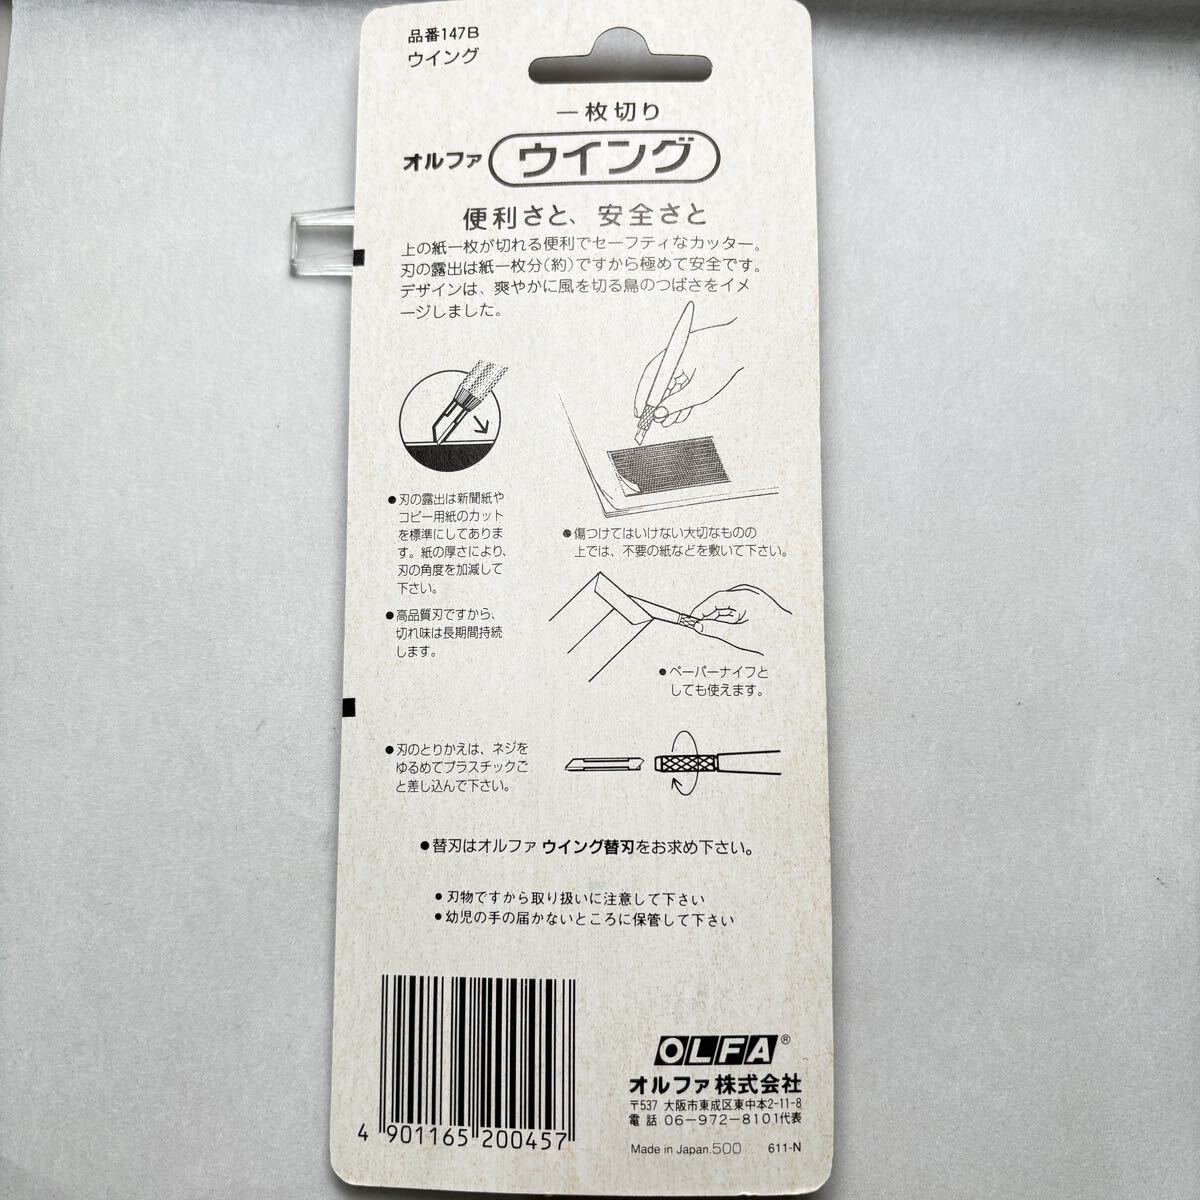 品番147B
ウイング
一枚切り
オルファ ウイング
便利さと、安全さと
上の紙一枚が切れる便利でセーフティなカッター。
刃の露出は紙一枚分(約)ですから極めて安全です。
デザインは、爽やかに風を切る鳥のつばさをイメ
ージしました。
●刃の露出は新聞紙や
コピー用紙のカット
を標準にしてありま
す。紙の厚さにより、
刃の角度を加減して
下さい。
●高品質刃ですから、
切れ味は長期間持続
します。
●傷つけてはいけない大切なものの
上では、不要の紙などを敷いて下さい。
●ペーパーナイフと
しても使えます。
●刃のとりかえは、ネジを
ゆるめてプラスチックご
と差し込んで下さい。
●替刃はオルファ ウイング替刃をお求め下さい。
●刃物ですから取り扱いに注意して下さい
●幼児の手の届かないところに保管して下さい
4 901165 200457
OLFA®
オルファ株式会社
〒537 大阪市東成区東中本2-11-8
電話 06-972-8101代表
Made in Japan.500 611-N